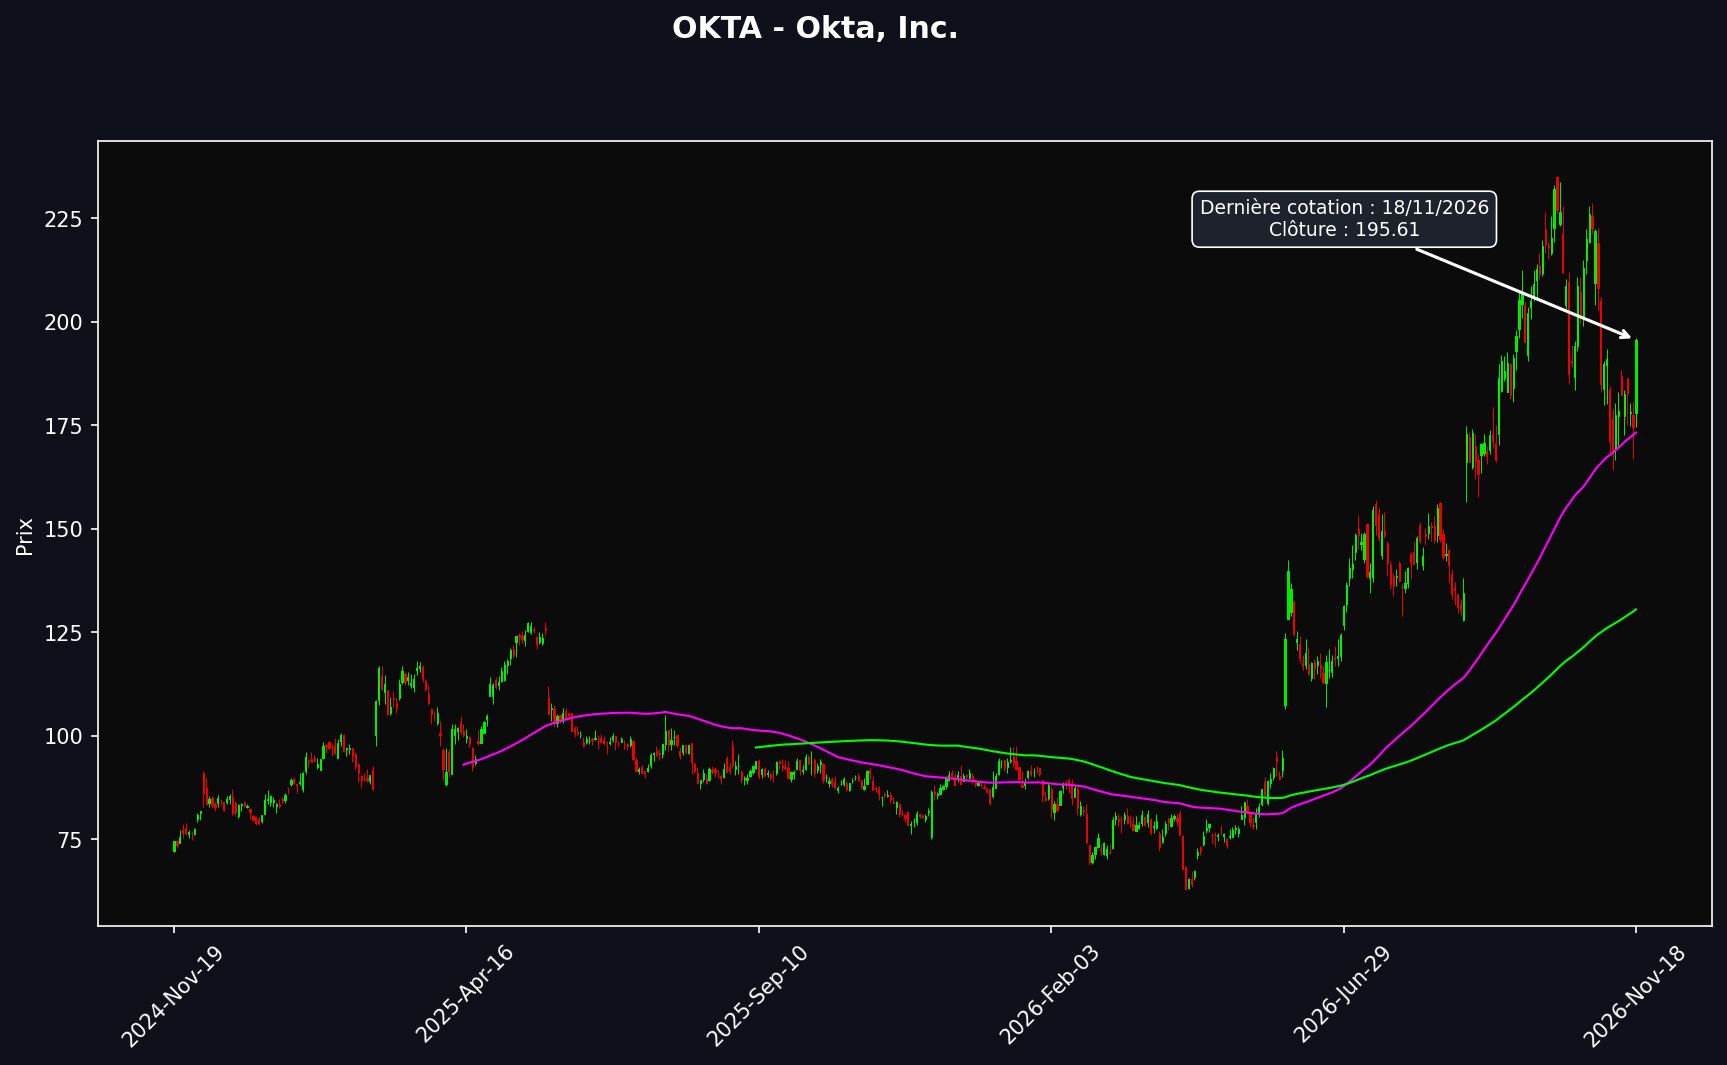 OKTA - Okta, Inc.
Dernière cotation : 18/11/2026
Clôture : 195.61
Prix
225
200
175
150
125
100
75
2024-Nov-19
2025-Apr-16
2025-Sep-10
2026-Feb-03
2026-Jun-29
2026-Nov-18